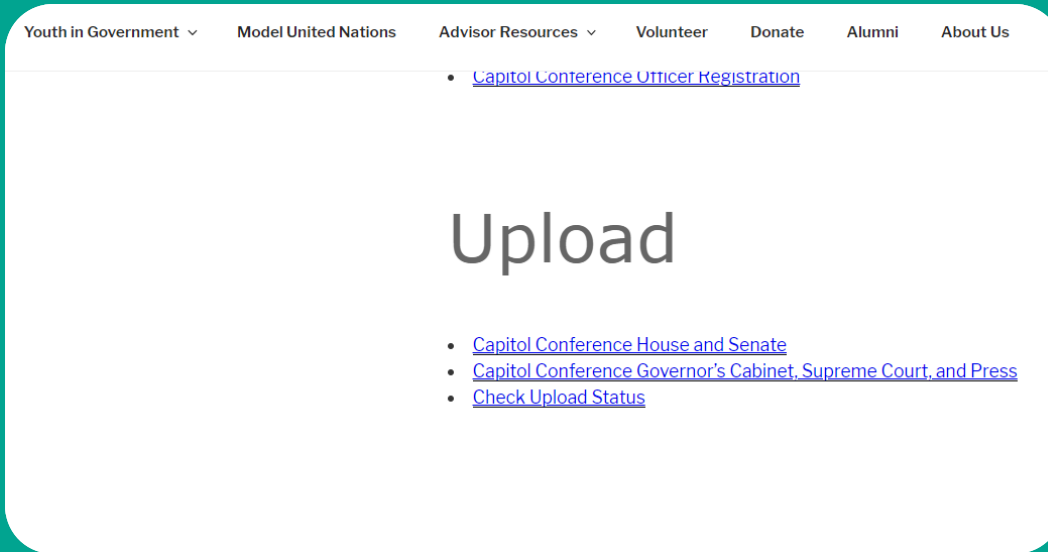 Youth in Government Model United Nations Advisor Resources Volunteer Donate Alumni About Us
Capitol Conference Officer Registration
Upload
Capitol Conference House and Senate
Capitol Conference Governor’s Cabinet, Supreme Court, and Press
Check Upload Status